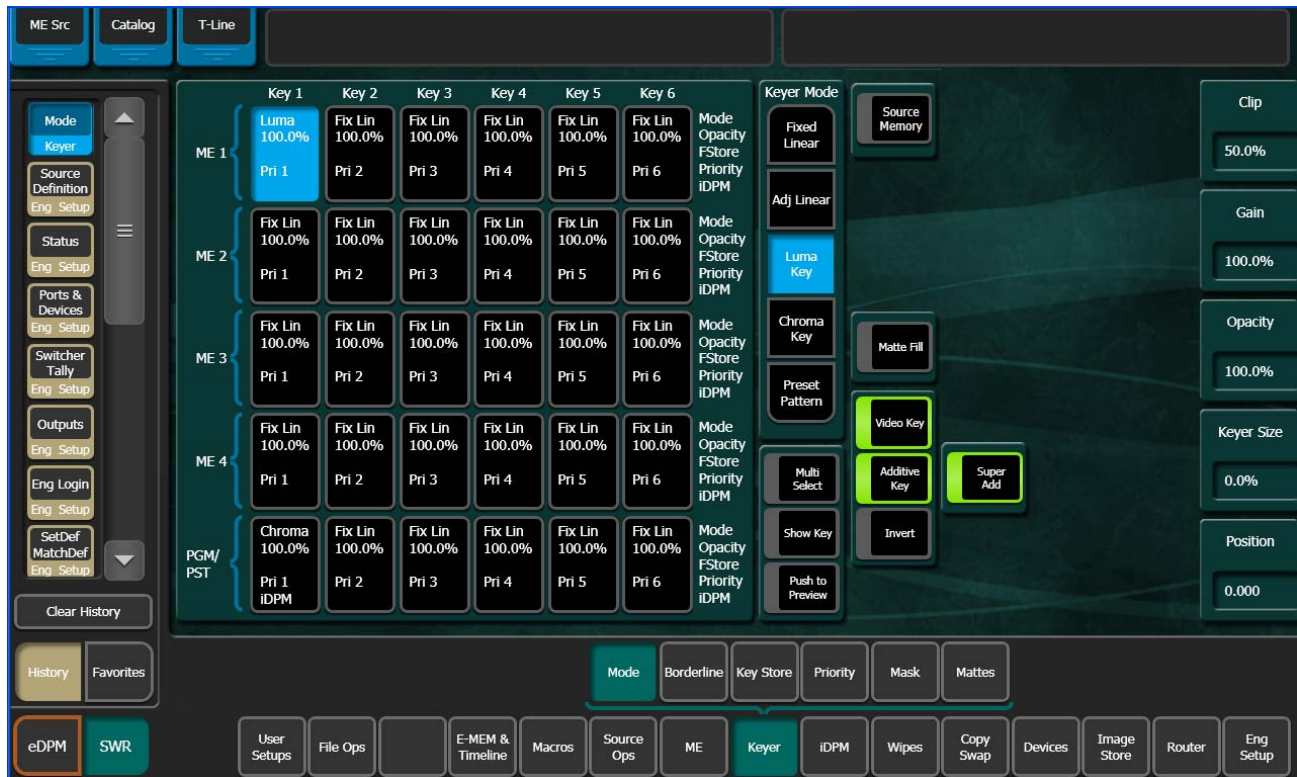 ME Src
Catalog
T-Line
Mode
Keyer
Source
Definition
Eng Setup
Status
Eng Setup
Ports &
Devices
Eng Setup
Switcher
Tally
Eng Setup
Outputs
Eng Setup
Eng Login
Eng Setup
SetDef
MatchDef
Eng Setup
Clear History
History
Favorites
eDPM
SWR
Key 1 Key 2 Key 3 Key 4 Key 5 Key 6
ME 1
Luma Fix Lin Fix Lin Fix Lin Fix Lin Fix Lin Mode
100.0% 100.0% 100.0% 100.0% 100.0% 100.0% Opacity
FStore
Pri 1 Pri 2 Pri 3 Pri 4 Pri 5 Pri 6 Priority
iDPM
ME 2
Fix Lin Fix Lin Fix Lin Fix Lin Fix Lin Fix Lin Mode
100.0% 100.0% 100.0% 100.0% 100.0% 100.0% Opacity
FStore
Pri 1 Pri 2 Pri 3 Pri 4 Pri 5 Pri 6 Priority
iDPM
ME 3
Fix Lin Fix Lin Fix Lin Fix Lin Fix Lin Fix Lin Mode
100.0% 100.0% 100.0% 100.0% 100.0% 100.0% Opacity
FStore
Pri 1 Pri 2 Pri 3 Pri 4 Pri 5 Pri 6 Priority
iDPM
ME 4
Fix Lin Fix Lin Fix Lin Fix Lin Fix Lin Fix Lin Mode
100.0% 100.0% 100.0% 100.0% 100.0% 100.0% Opacity
FStore
Pri 1 Pri 2 Pri 3 Pri 4 Pri 5 Pri 6 Priority
iDPM
PGM/
PST
Chroma Fix Lin Fix Lin Fix Lin Fix Lin Fix Lin Mode
100.0% 100.0% 100.0% 100.0% 100.0% 100.0% Opacity
FStore
Pri 1 Pri 2 Pri 3 Pri 4 Pri 5 Pri 6 Priority
iDPM iDPM
Keyer Mode
Fixed
Linear
Adj Linear
Luma
Key
Chroma
Key
Preset
Pattern
Multi
Select
Show Key
Push to
Preview
Source
Memory
Matte Fill
Video Key
Additive
Key
Invert
Super
Add
Clip
50.0%
Gain
100.0%
Opacity
100.0%
Keyer Size
0.0%
Position
0.000
Mode
Borderline
Key Store
Priority
Mask
Mattes
User
Setups
File Ops
E-MEM &
Timeline
Macros
Source
Ops
ME
Keyer
iDPM
Wipes
Copy
Swap
Devices
Image
Store
Router
Eng
Setup